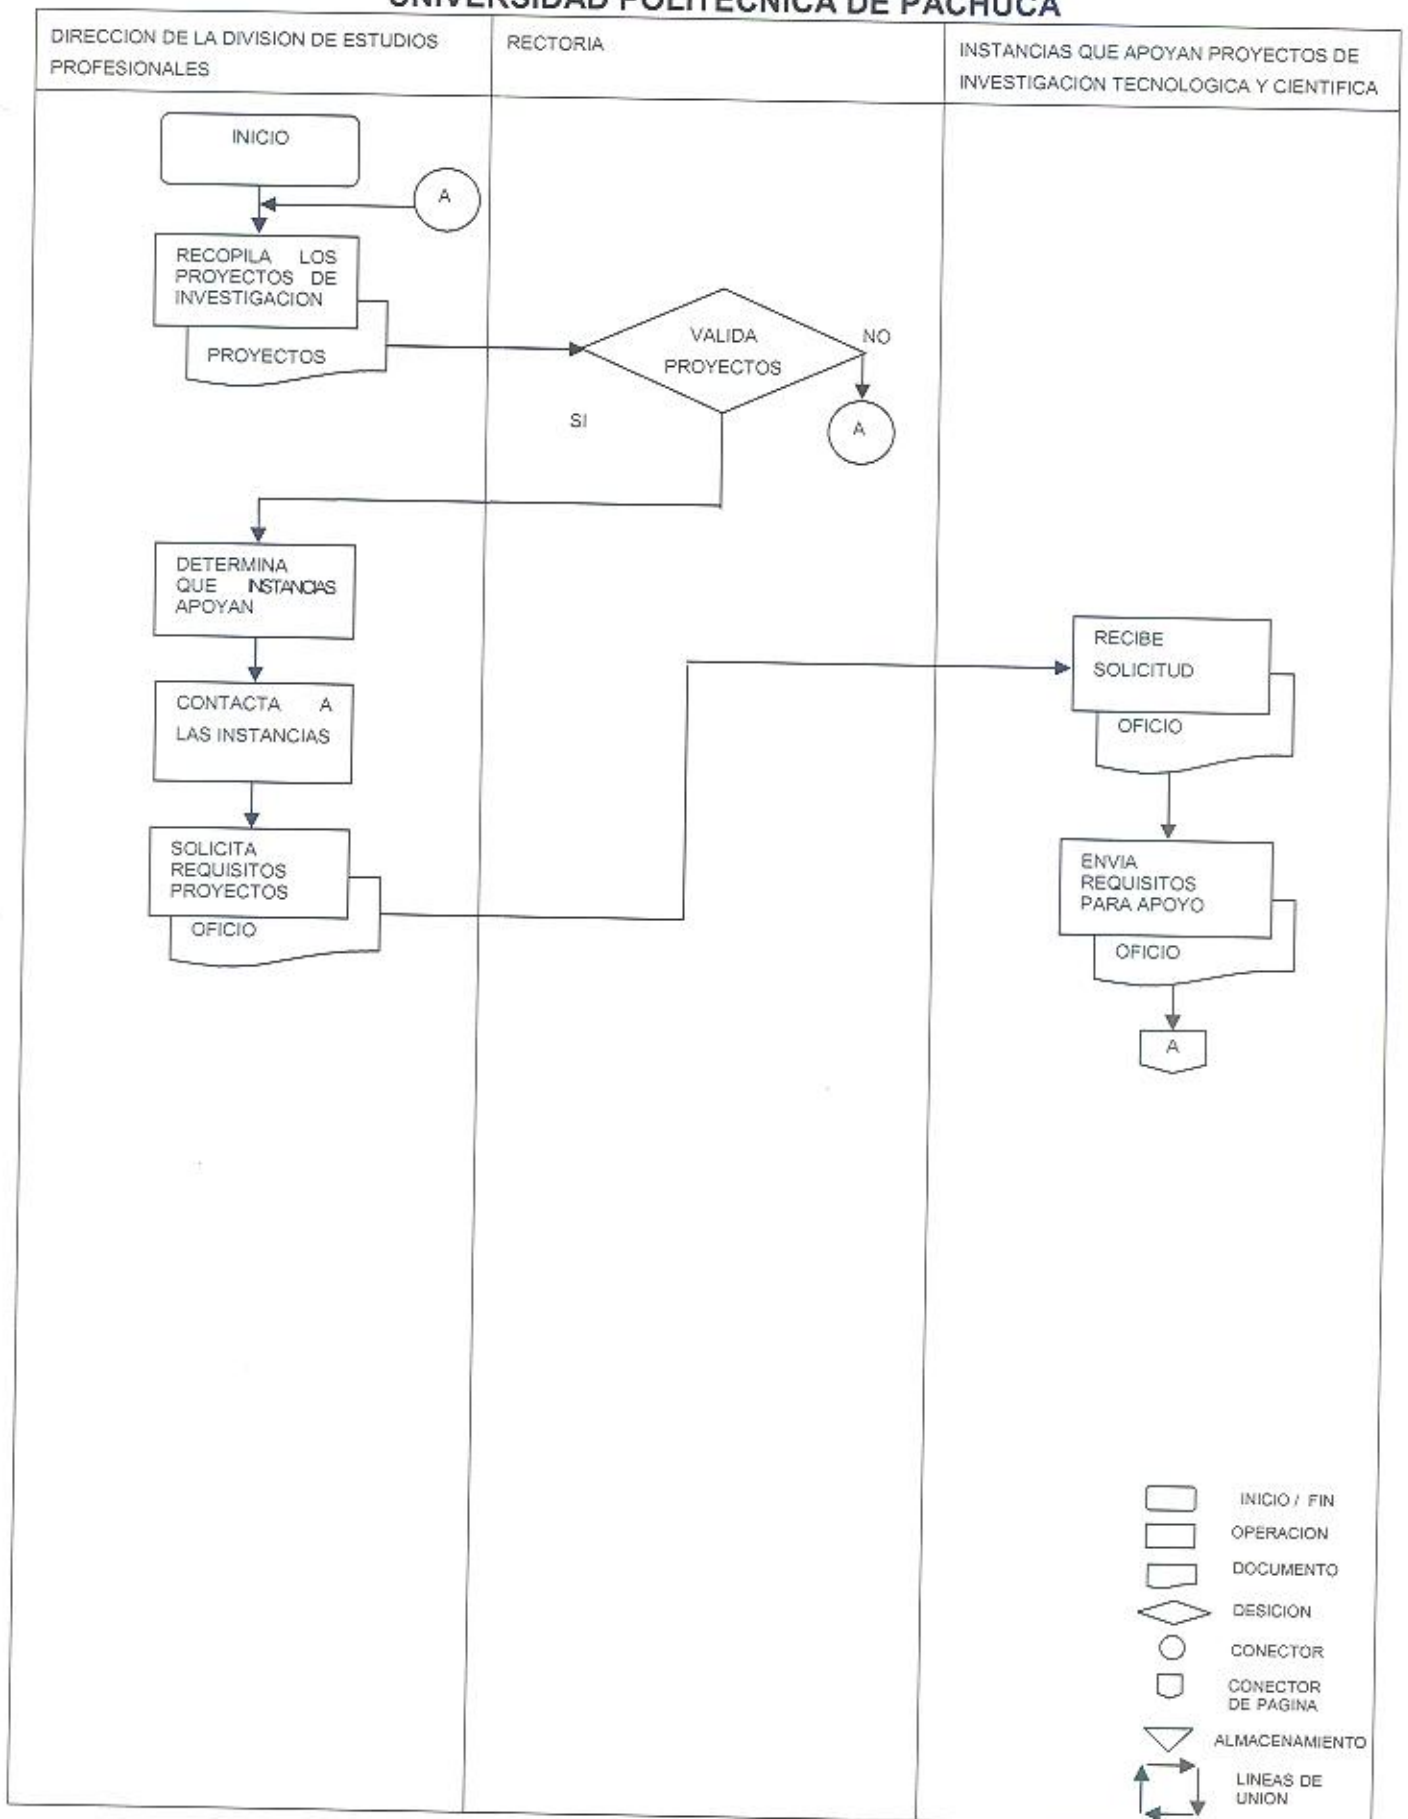 UNIVERSIDAD POLITECNICA DE PACHUCA
DIRECCION DE LA DIVISION DE ESTUDIOS
PROFESIONALES
RECTORIA
INSTANCIAS QUE APOYAN PROYECTOS DE
INVESTIGACION TECNOLOGICA Y CIENTIFICA
INICIO
A
RECOPILA LOS
PROYECTOS DE
INVESTIGACION
PROYECTOS
VALIDA
PROYECTOS
NO
A
SI
DETERMINA
QUE INSTANCIAS
APOYAN
CONTACTA A
LAS INSTANCIAS
SOLICITA
REQUISITOS
PROYECTOS
OFICIO
RECIBE
SOLICITUD
OFICIO
ENVIA
REQUISITOS
PARA APOYO
OFICIO
A
INICIO / FIN
OPERACION
DOCUMENTO
DESICION
CONECTOR
CONECTOR
DE PAGINA
ALMACENAMIENTO
LINEAS DE
UNION